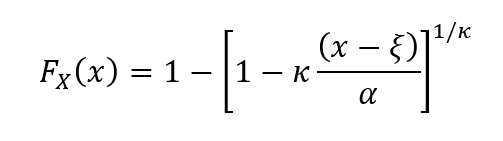 F_X(x) = 1 − [1 − κ (x − ξ)/α]^{1/κ}